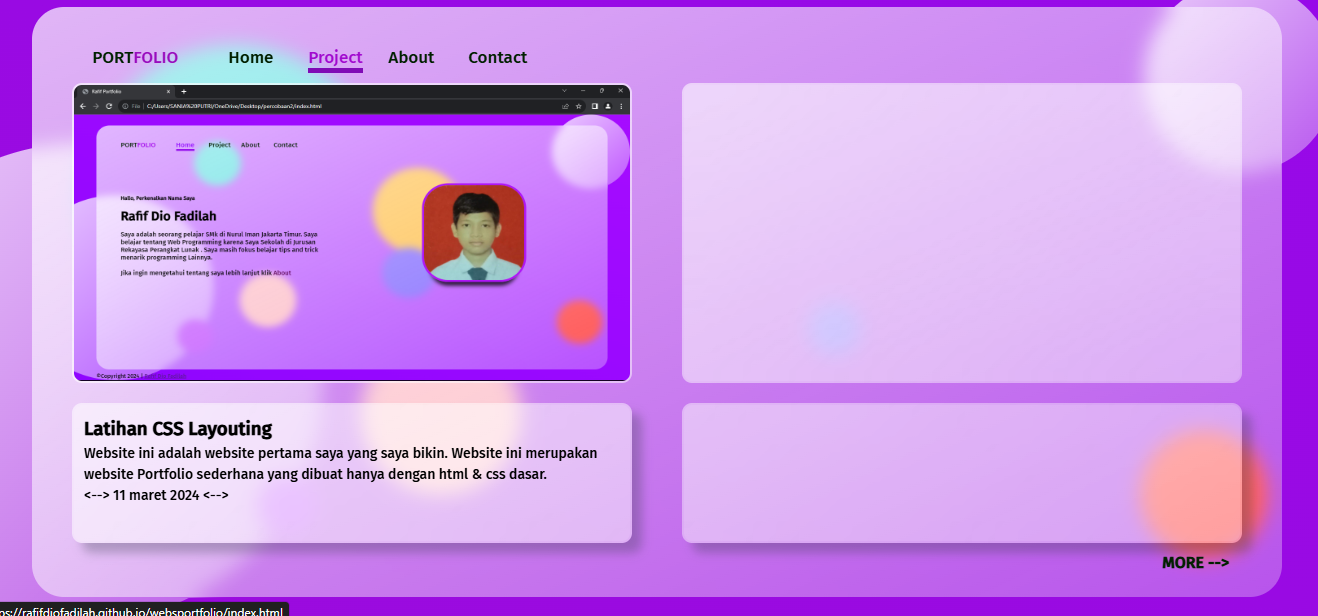 PORTFOLIO Home Project About Contact
Rafif Portfolio
File C:/Users/SANIA%20PUTRI/OneDrive/Desktop/percobaan2/index.html
PORTFOLIO Home Project About Contact
Hallo, Perkenalkan Nama Saya
Rafif Dio Fadilah
Saya adalah seorang pelajar SMk di Nurul Iman Jakarta Timur. Saya
belajar tentang Web Programming karena Saya Sekolah di Jurusan
Rekayasa Perangkat Lunak . Saya masih fokus belajar tips and trick
menarik programming Lainnya.
Jika ingin mengetahui tentang saya lebih lanjut klik About
©Copyright 2024 |
Latihan CSS Layouting
Website ini adalah website pertama saya yang saya bikin. Website ini merupakan
website Portfolio sederhana yang dibuat hanya dengan html & css dasar.
<--> 11 maret 2024 <-->
MORE -->
ps://rafifdiofadilah.github.io/websportfolio/index.html